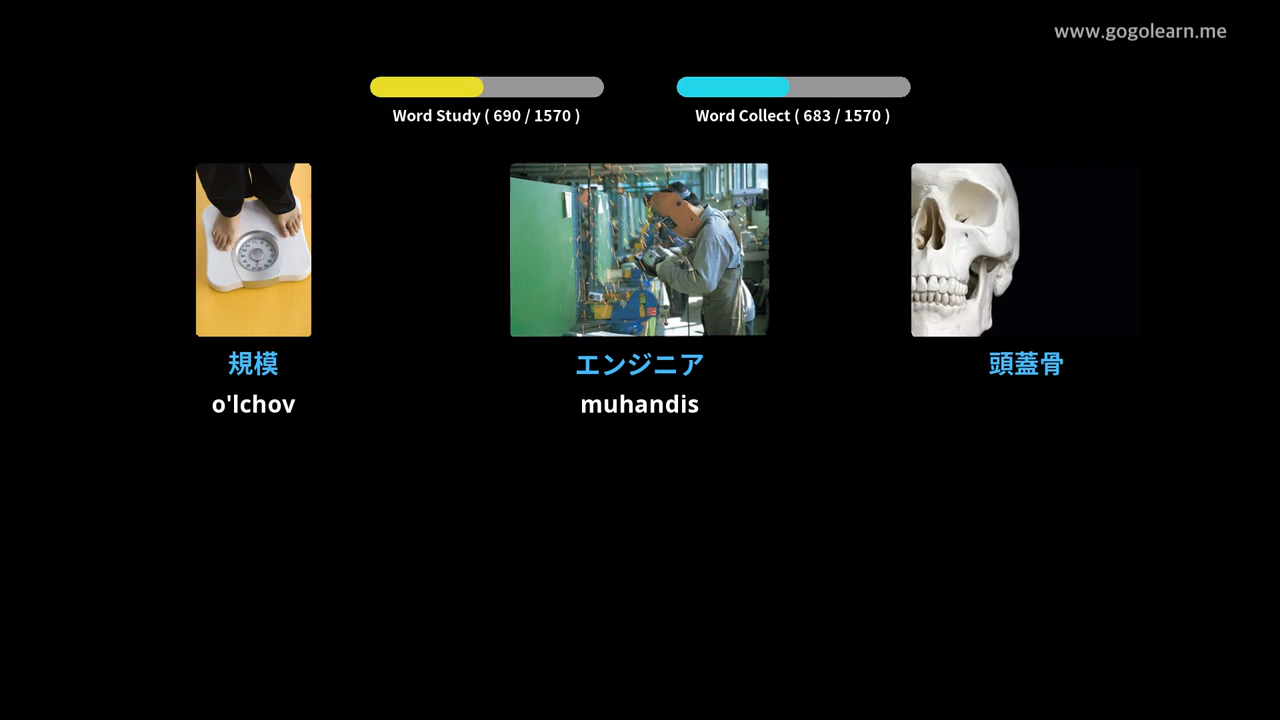 www.gogolearn.me
Word Study ( 690 / 1570 )
Word Collect ( 683 / 1570 )
規模
エンジニア
頭蓋骨
o'lchov
muhandis